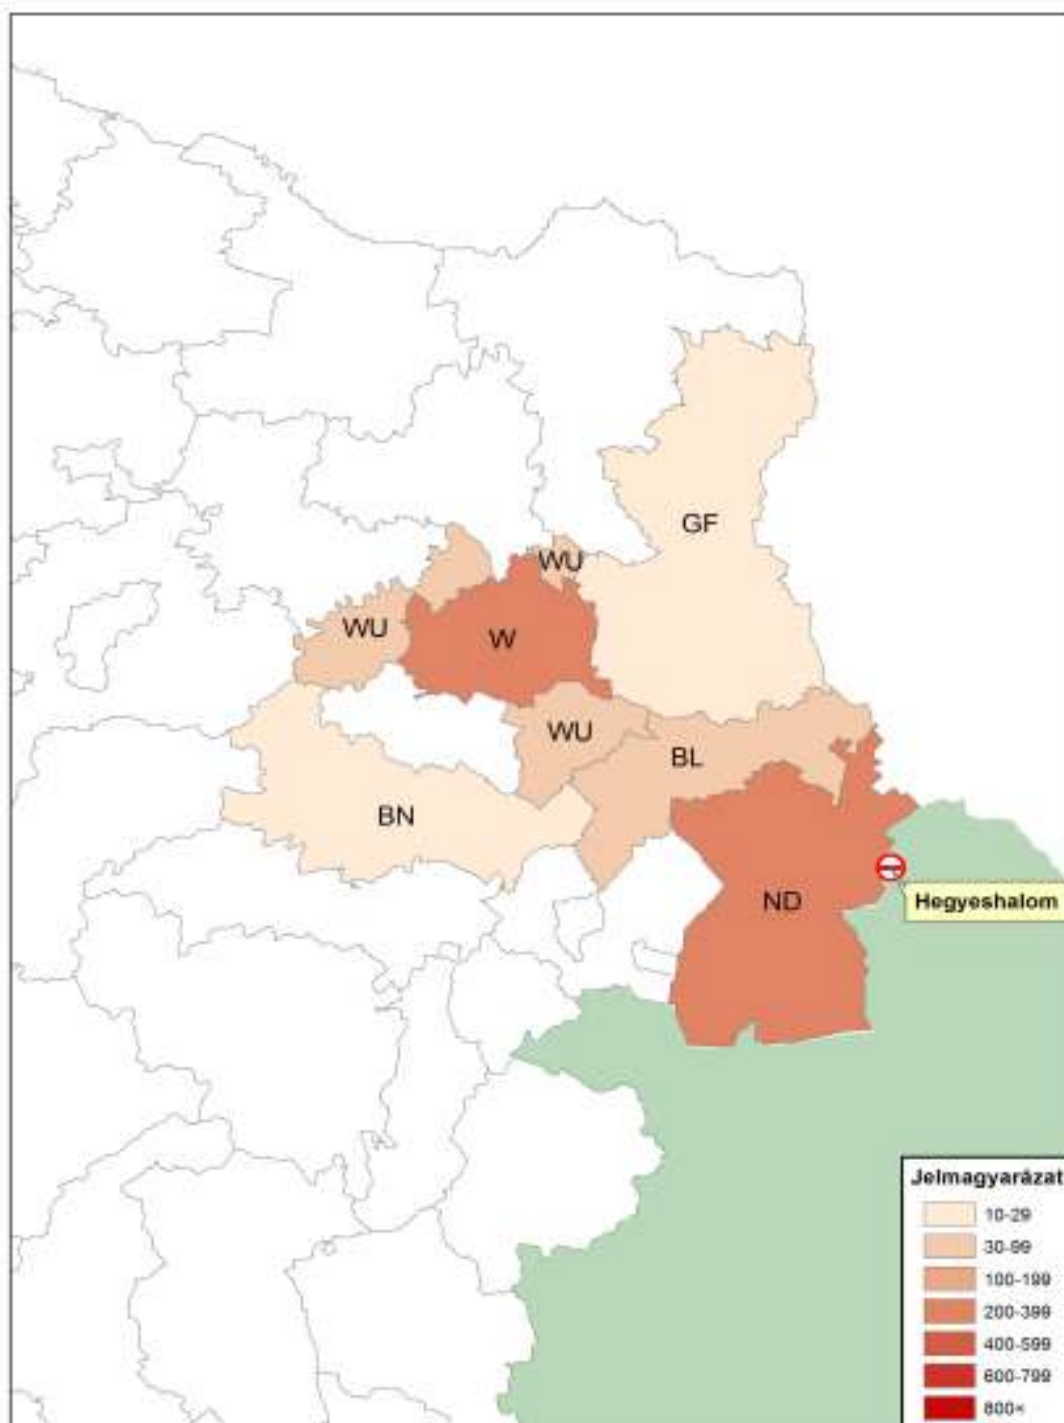 GF
WU
WU
W
WU
BL
BN
ND
Hegyeshalom
Jelmagyarázat
10-29
30-99
100-199
200-399
400-599
600-799
800<